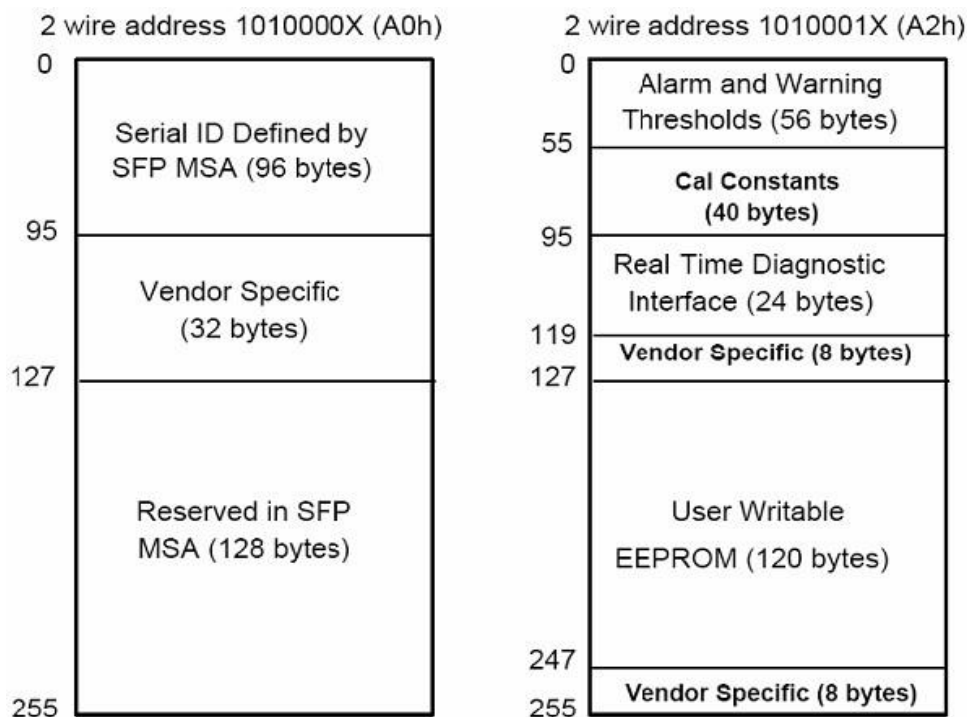 2 wire address 1010000X (A0h)
0
Serial ID Defined by
SFP MSA (96 bytes)
95
Vendor Specific
(32 bytes)
127
Reserved in SFP
MSA (128 bytes)
255
2 wire address 1010001X (A2h)
0
Alarm and Warning
Thresholds (56 bytes)
55
Cal Constants
(40 bytes)
95
Real Time Diagnostic
Interface (24 bytes)
119
Vendor Specific (8 bytes)
127
User Writable
EEPROM (120 bytes)
247
Vendor Specific (8 bytes)
255